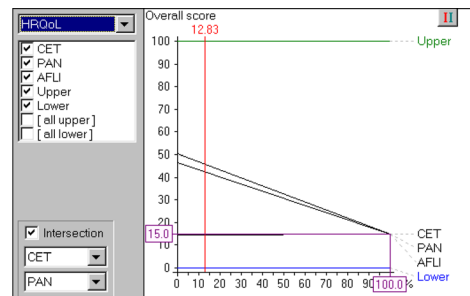 HRQoL
CET
PAN
AFLI
Upper
Lower
[ all upper ]
[ all lower ]
Intersection
CET
PAN
Overall score
12.83
100
90
80
70
60
50
40
30
20
15.0
10
0
0 10 20 30 40 50 60 70 80 90 100.0 %
Upper
CET
PAN
AFLI
Lower